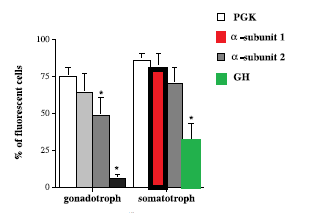 PGK
α-subunit 1
α-subunit 2
GH
% of fluorescent cells
100
75
50
25
0
*
*
*
gonadotroph
somatotroph